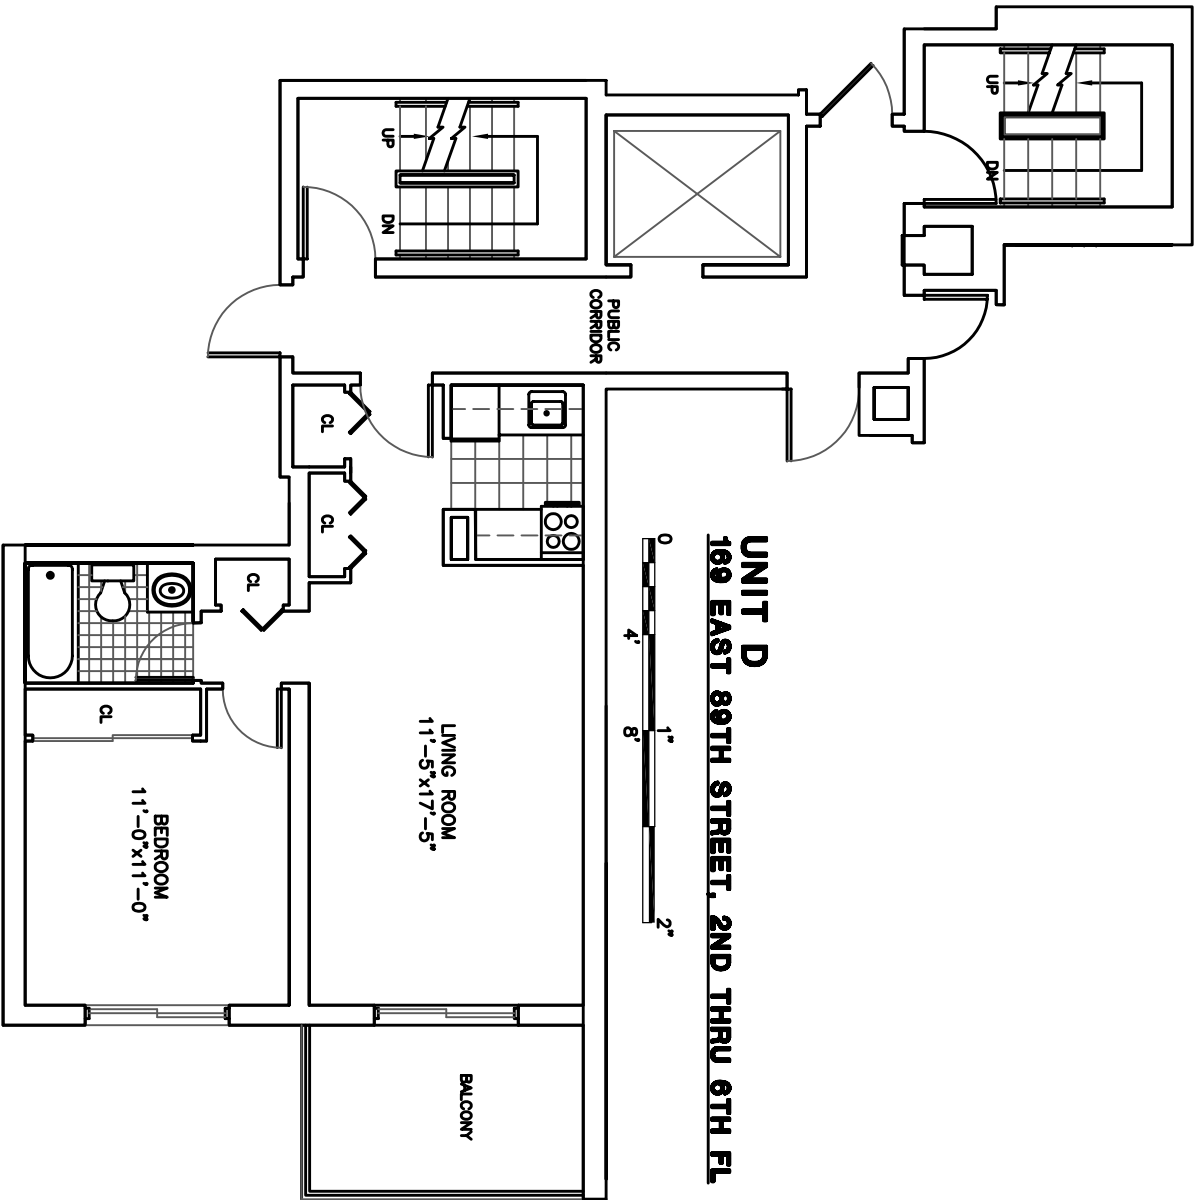 UNIT D
169 EAST 89TH STREET, 2ND THRU 6TH FL
0
1"
2"
4'
8'
UP
DN
UP
DN
PUBLIC
CORRIDOR
CL
CL
CL
CL
LIVING ROOM
11'-5"x17'-5"
BEDROOM
11'-0"x11'-0"
BALCONY